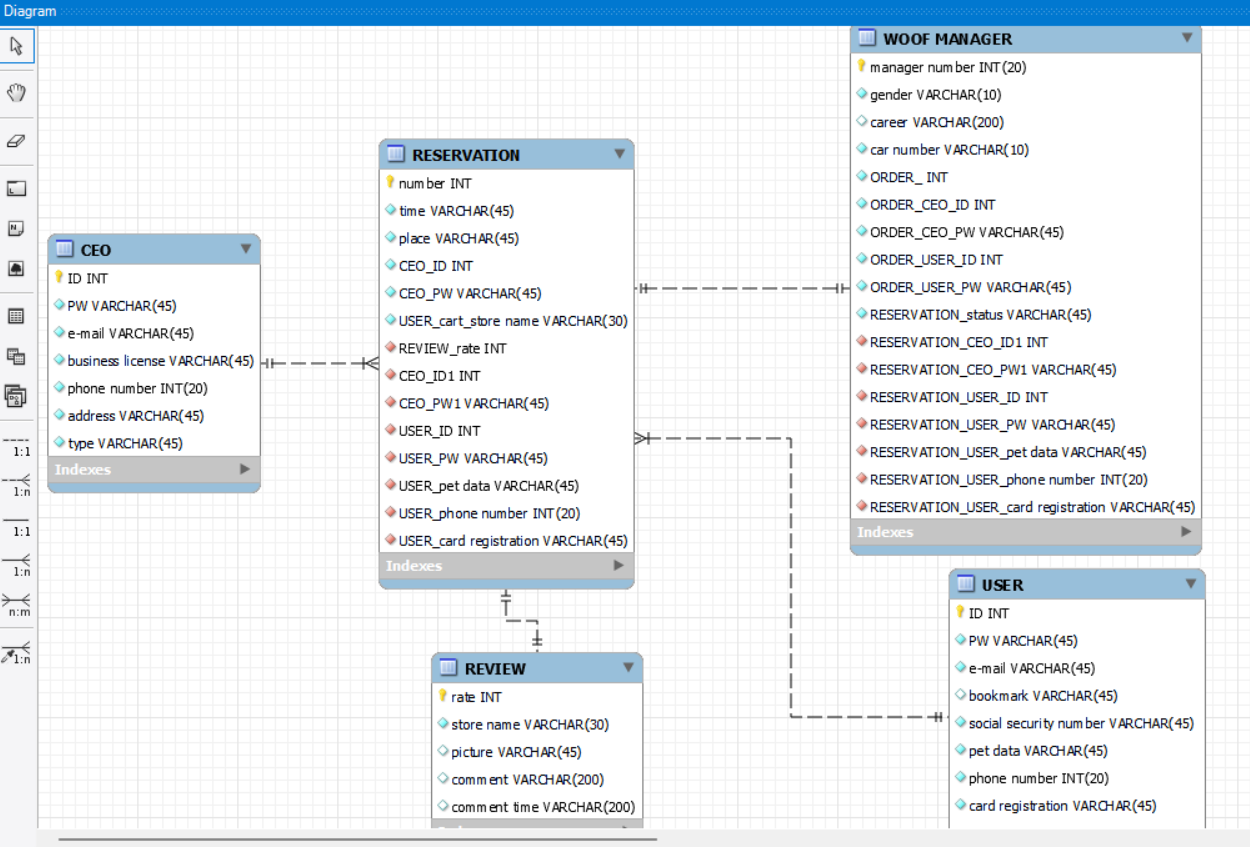 Diagram
CEO
ID INT
PW VARCHAR(45)
e-mail VARCHAR(45)
business license VARCHAR(45)
phone number INT(20)
address VARCHAR(45)
type VARCHAR(45)
Indexes
RESERVATION
number INT
time VARCHAR(45)
place VARCHAR(45)
CEO_ID INT
CEO_PW VARCHAR(45)
USER_cart_store name VARCHAR(30)
REVIEW_rate INT
CEO_ID1 INT
CEO_PW1 VARCHAR(45)
USER_ID INT
USER_PW VARCHAR(45)
USER_pet data VARCHAR(45)
USER_phone number INT(20)
USER_card registration VARCHAR(45)
Indexes
WOOF MANAGER
manager number INT(20)
gender VARCHAR(10)
career VARCHAR(200)
car number VARCHAR(10)
ORDER_ INT
ORDER_CEO_ID INT
ORDER_CEO_PW VARCHAR(45)
ORDER_USER_ID INT
ORDER_USER_PW VARCHAR(45)
RESERVATION_status VARCHAR(45)
RESERVATION_CEO_ID1 INT
RESERVATION_CEO_PW1 VARCHAR(45)
RESERVATION_USER_ID INT
RESERVATION_USER_PW VARCHAR(45)
RESERVATION_USER_pet data VARCHAR(45)
RESERVATION_USER_phone number INT(20)
RESERVATION_USER_card registration VARCHAR(45)
Indexes
REVIEW
rate INT
store name VARCHAR(30)
picture VARCHAR(45)
comment VARCHAR(200)
comment time VARCHAR(200)
USER
ID INT
PW VARCHAR(45)
e-mail VARCHAR(45)
bookmark VARCHAR(45)
social security number VARCHAR(45)
pet data VARCHAR(45)
phone number INT(20)
card registration VARCHAR(45)
1:1
1:n
1:1
1:n
n:m
1:n